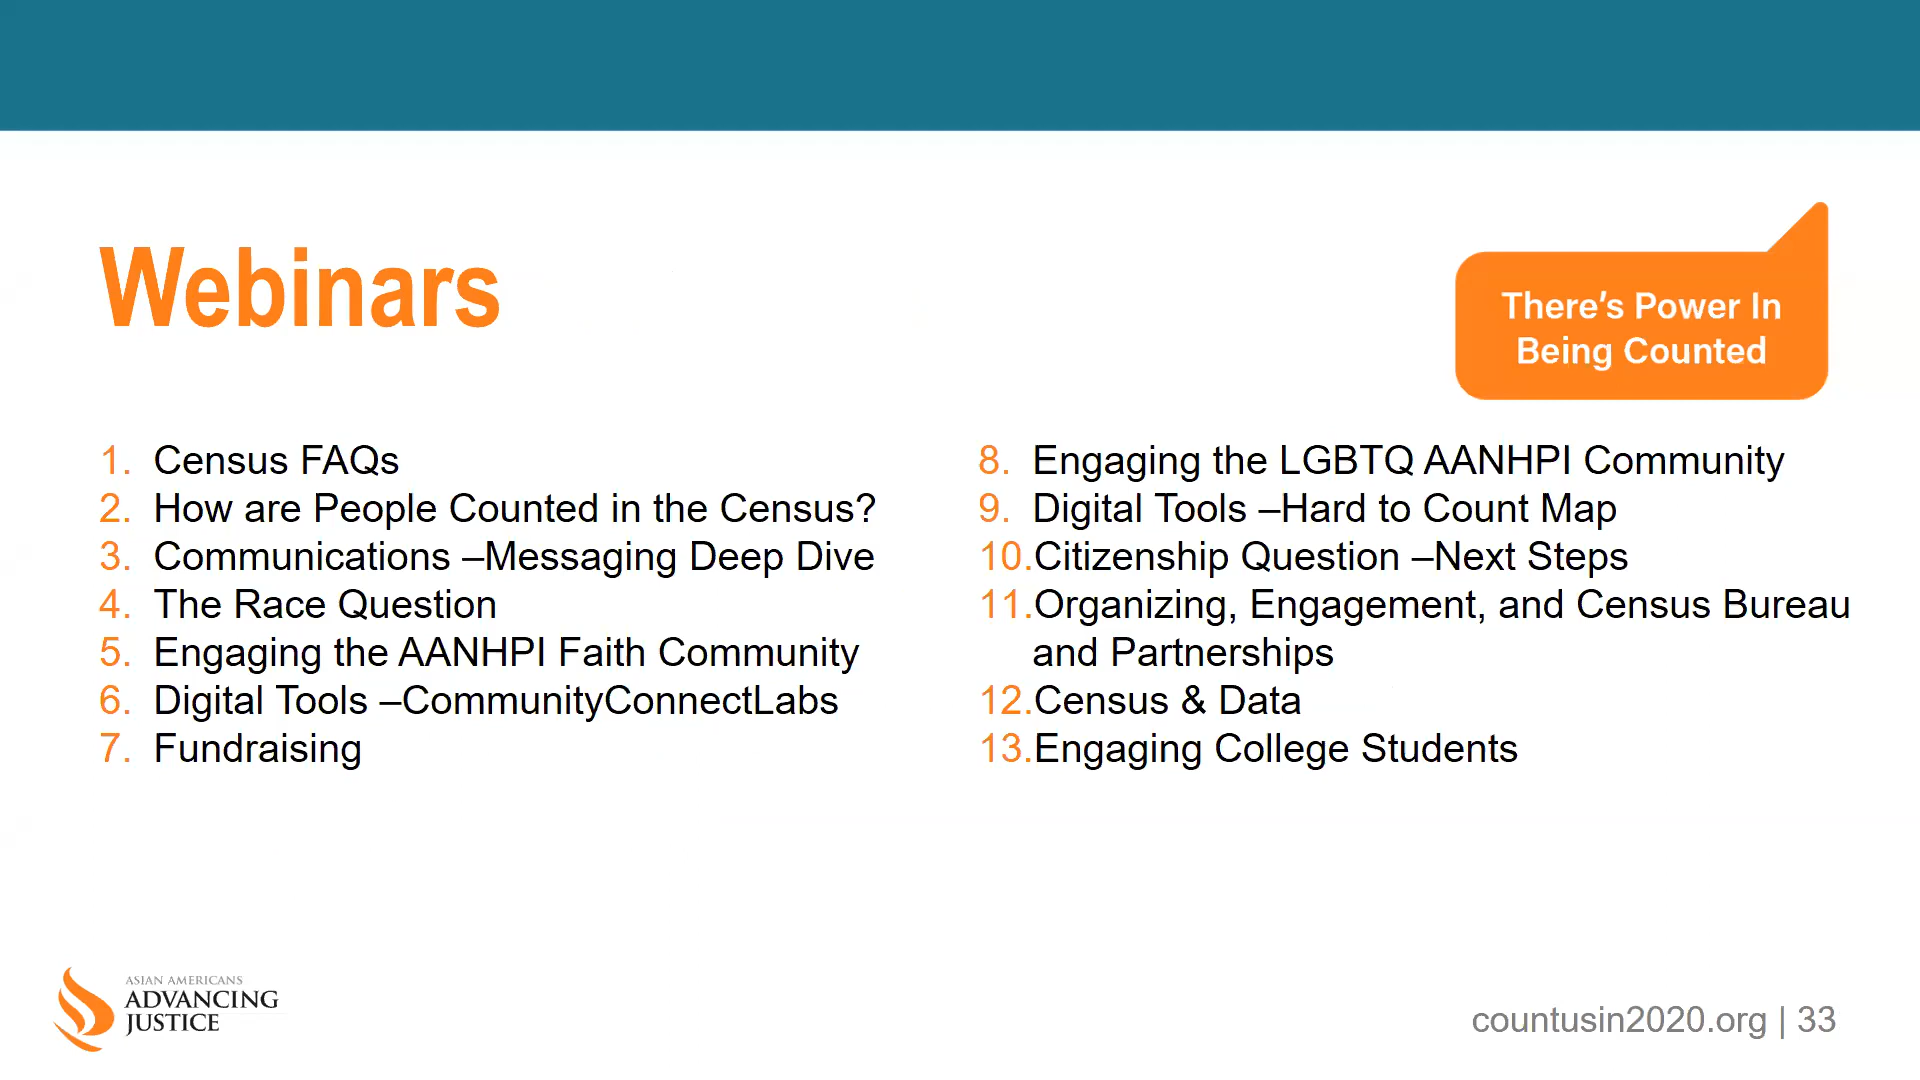 Webinars
There's Power In
Being Counted
1. Census FAQs
2. How are People Counted in the Census?
3. Communications –Messaging Deep Dive
4. The Race Question
5. Engaging the AANHPI Faith Community
6. Digital Tools –CommunityConnectLabs
7. Fundraising
8. Engaging the LGBTQ AANHPI Community
9. Digital Tools –Hard to Count Map
10.Citizenship Question –Next Steps
11.Organizing, Engagement, and Census Bureau
and Partnerships
12.Census & Data
13.Engaging College Students
ASIAN AMERICANS
ADVANCING
JUSTICE
countusin2020.org | 33